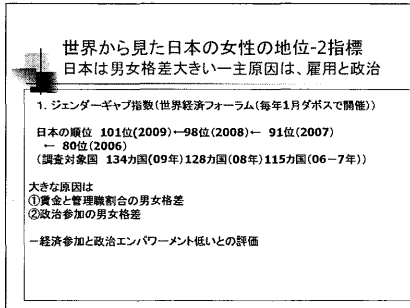 世界から見た日本の女性の地位-2指標
日本は男女格差大きい一主原因は、雇用と政治
1. ジェンダーギャブ指数(世界経済フォーラム(毎年1月ダボスで開催))
日本の順位 101位(2009)←98位(2008)← 91位(2007)
← 80位(2006)
(調査対象国 134カ国(09年)128カ国(08年)115カ国(06-7年))
大きな原因は
①賃金と管理職割合の男女格差
②政治参加の男女格差
－経済参加と政治エンパワーメント低いとの評価